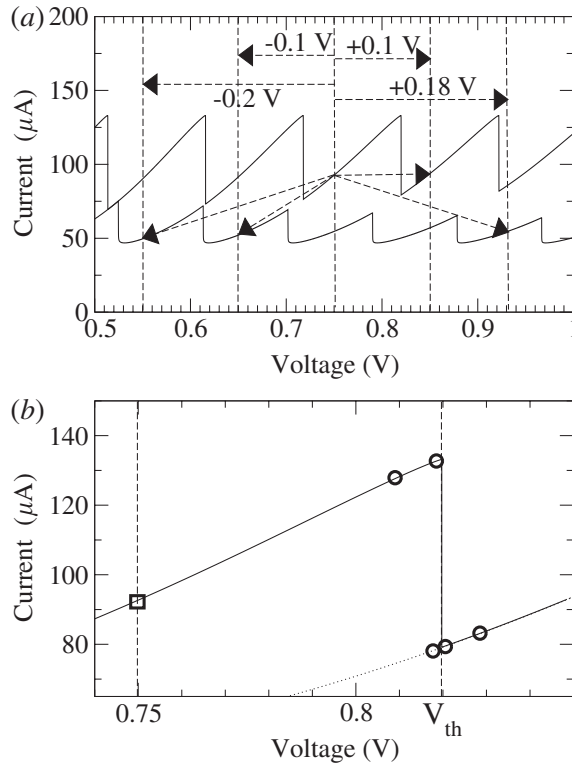 (a)
200
-0.1 V
+0.1 V
150
-0.2 V
+0.18 V
100
50
0
Current (μA)
0.5 0.6 0.7 0.8 0.9 1
Voltage (V)
(b)
140
120
100
80
Current (μA)
0.75 0.8 V_th
Voltage (V)